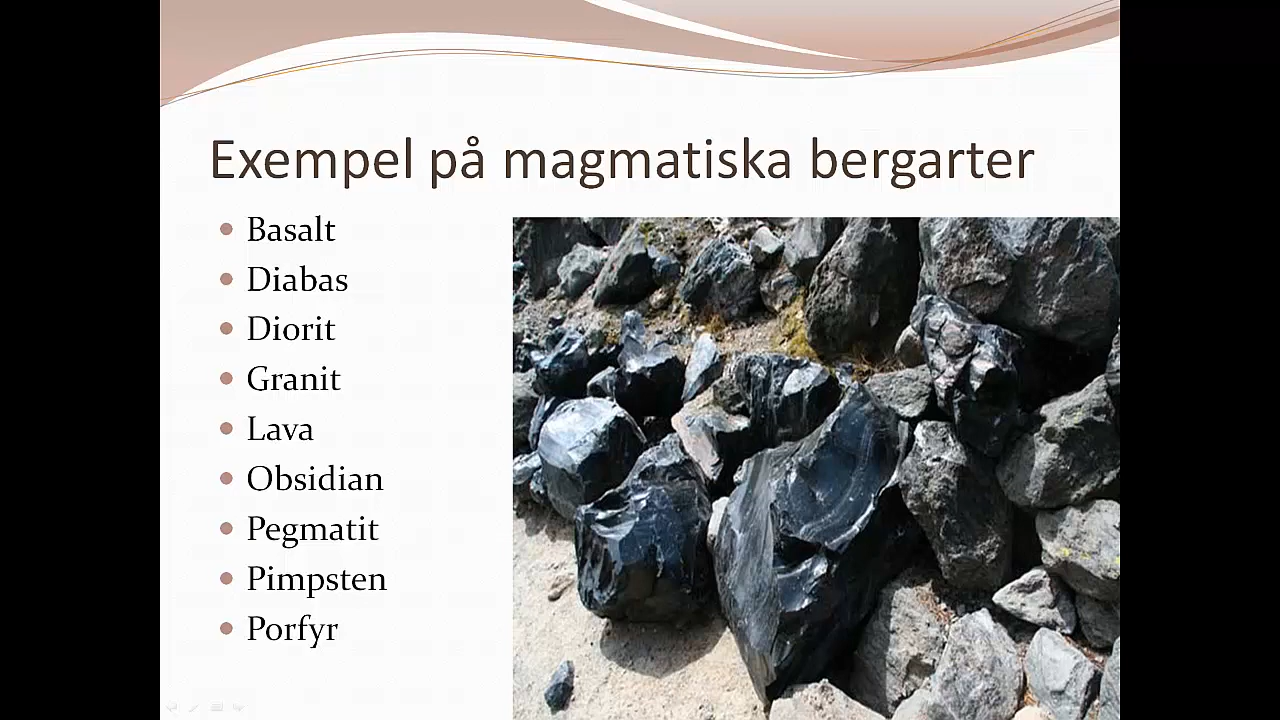 Exempel på magmatiska bergarter
Basalt
Diabas
Diorit
Granit
Lava
Obsidian
Pegmatit
Pimpsten
Porfyr